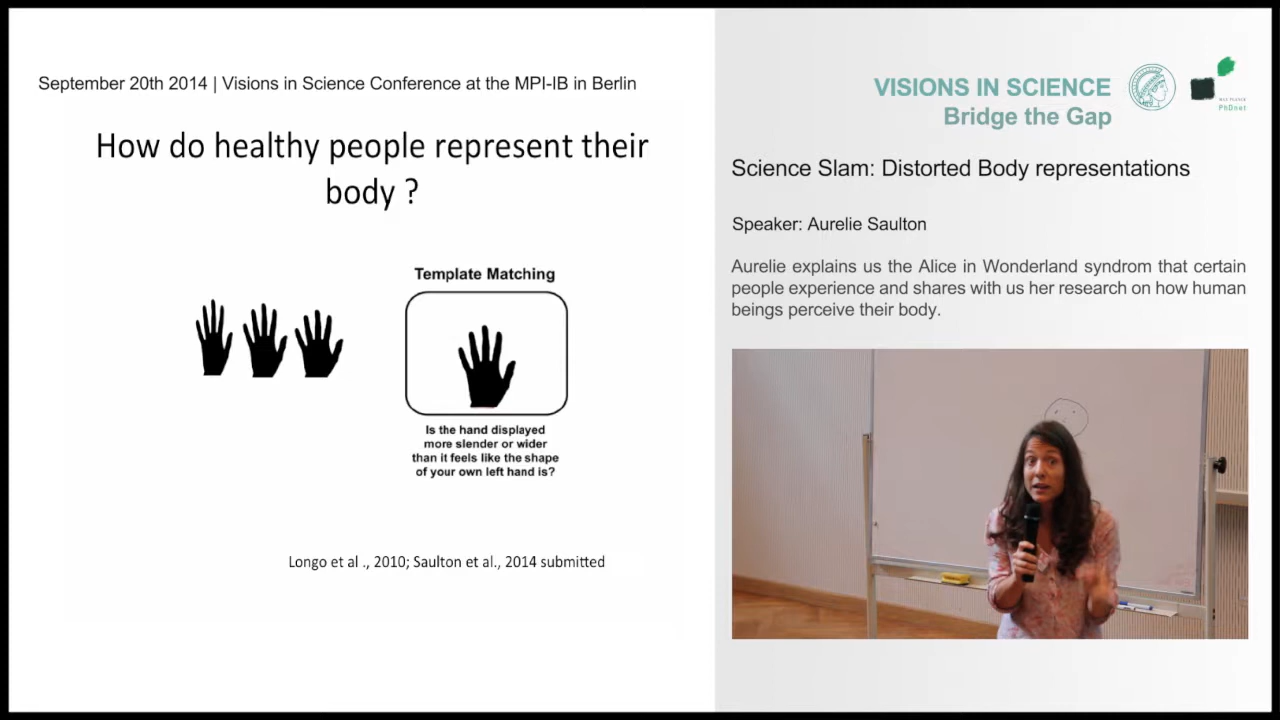 September 20th 2014 | Visions in Science Conference at the MPI-IB in Berlin
How do healthy people represent their
body ?
Template Matching
Is the hand displayed
more slender or wider
than it feels like the shape
of your own left hand is?
Longo et al ., 2010; Saulton et al., 2014 submitted
VISIONS IN SCIENCE
Bridge the Gap
MAX PLANCK
PhDnet
Science Slam: Distorted Body representations
Speaker: Aurelie Saulton
Aurelie explains us the Alice in Wonderland syndrom that certain
people experience and shares with us her research on how human
beings perceive their body.